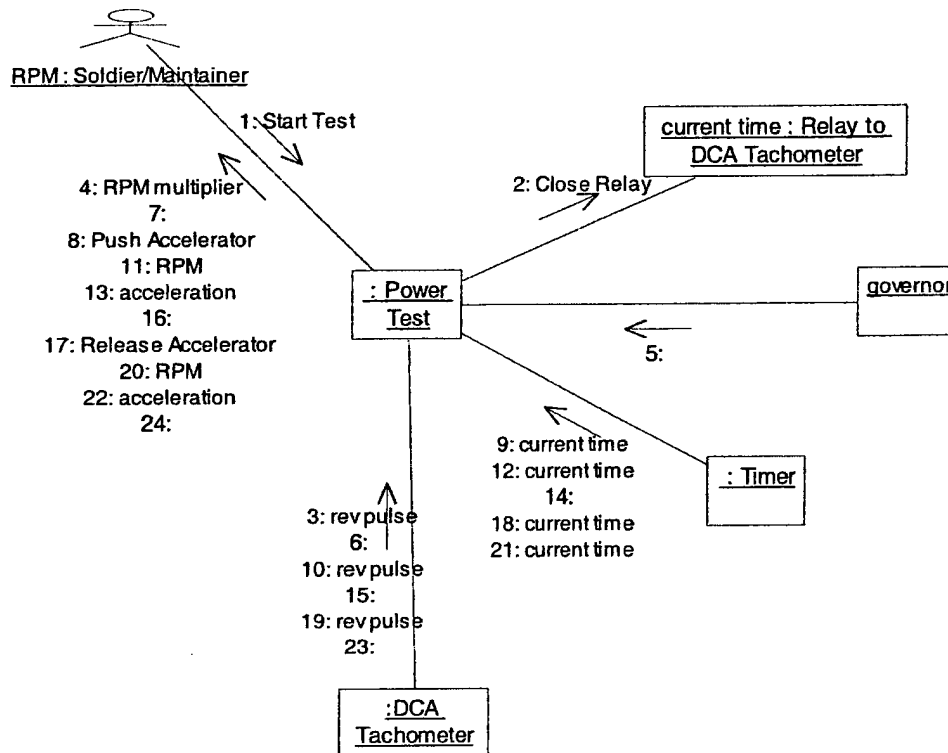 RPM : Soldier/Maintainer
1: Start Test
current time : Relay to
DCA Tachometer
2: Close Relay
4: RPM multiplier
7:
8: Push Accelerator
11: RPM
13: acceleration
16:
17: Release Accelerator
20: RPM
22: acceleration
24:
: Power
Test
governor
5:
9: current time
12: current time
14:
18: current time
21: current time
: Timer
3: rev pulse
6:
10: rev pulse
15:
19: rev pulse
23:
:DCA
Tachometer